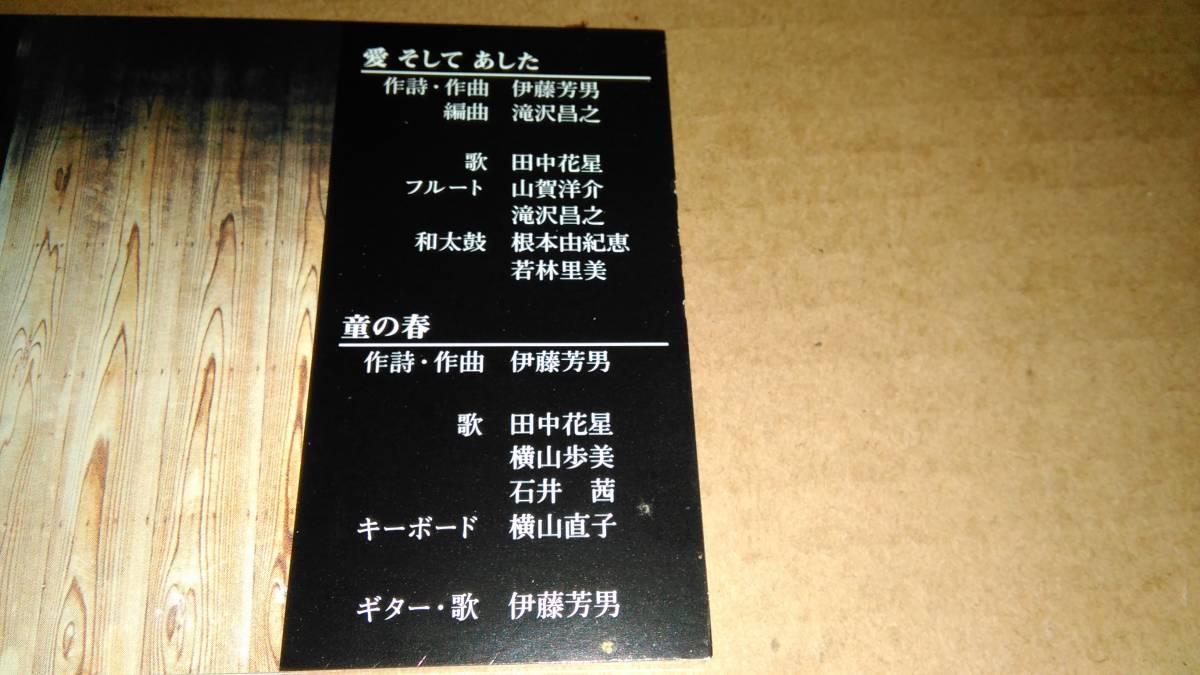 愛 そして あした
作詩・作曲 伊藤芳男
編曲 滝沢昌之
歌 田中花星
フルート 山賀洋介
滝沢昌之
和太鼓 根本由紀恵
若林里美
童の春
作詩・作曲 伊藤芳男
歌 田中花星
横山歩美
石井 茜
キーボード 横山直子
ギター・歌 伊藤芳男